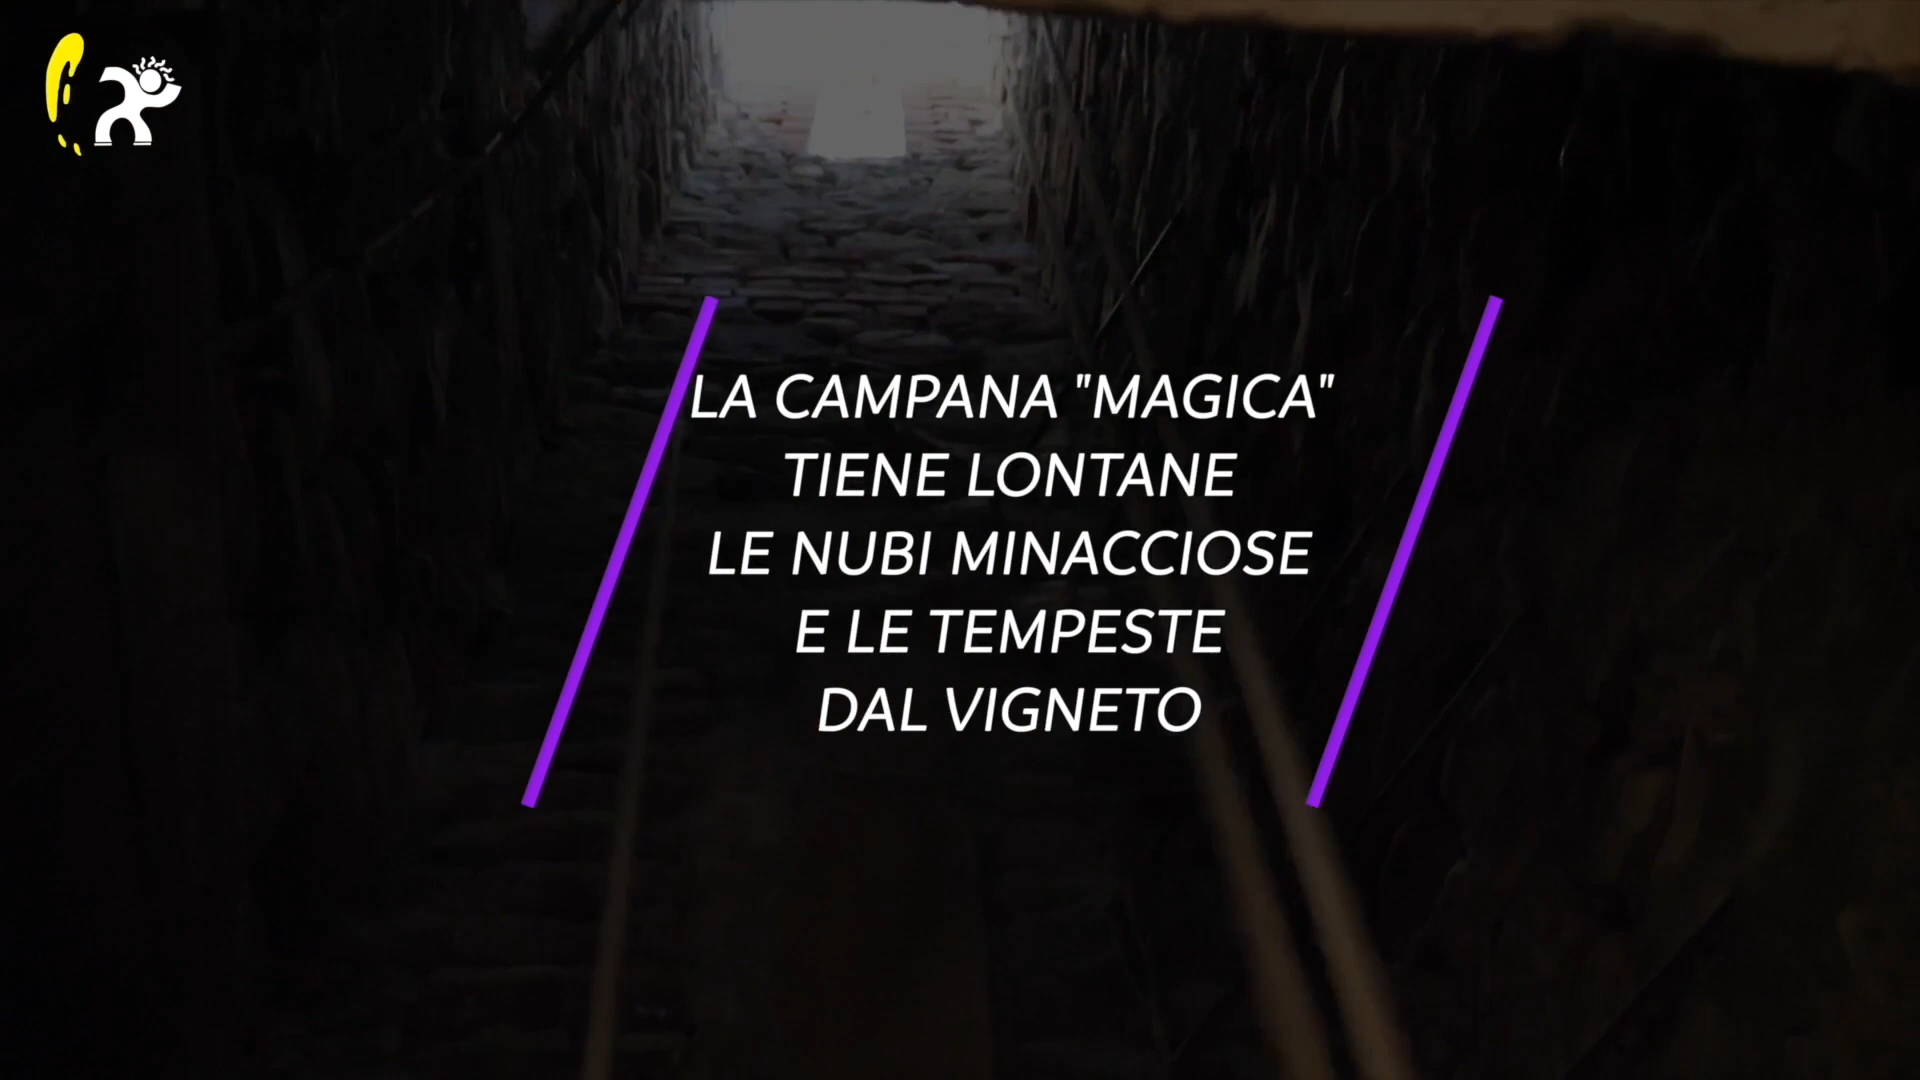 LA CAMPANA "MAGICA"
TIENE LONTANE
LE NUBI MINACCIOSE
E LE TEMPESTE
DAL VIGNETO